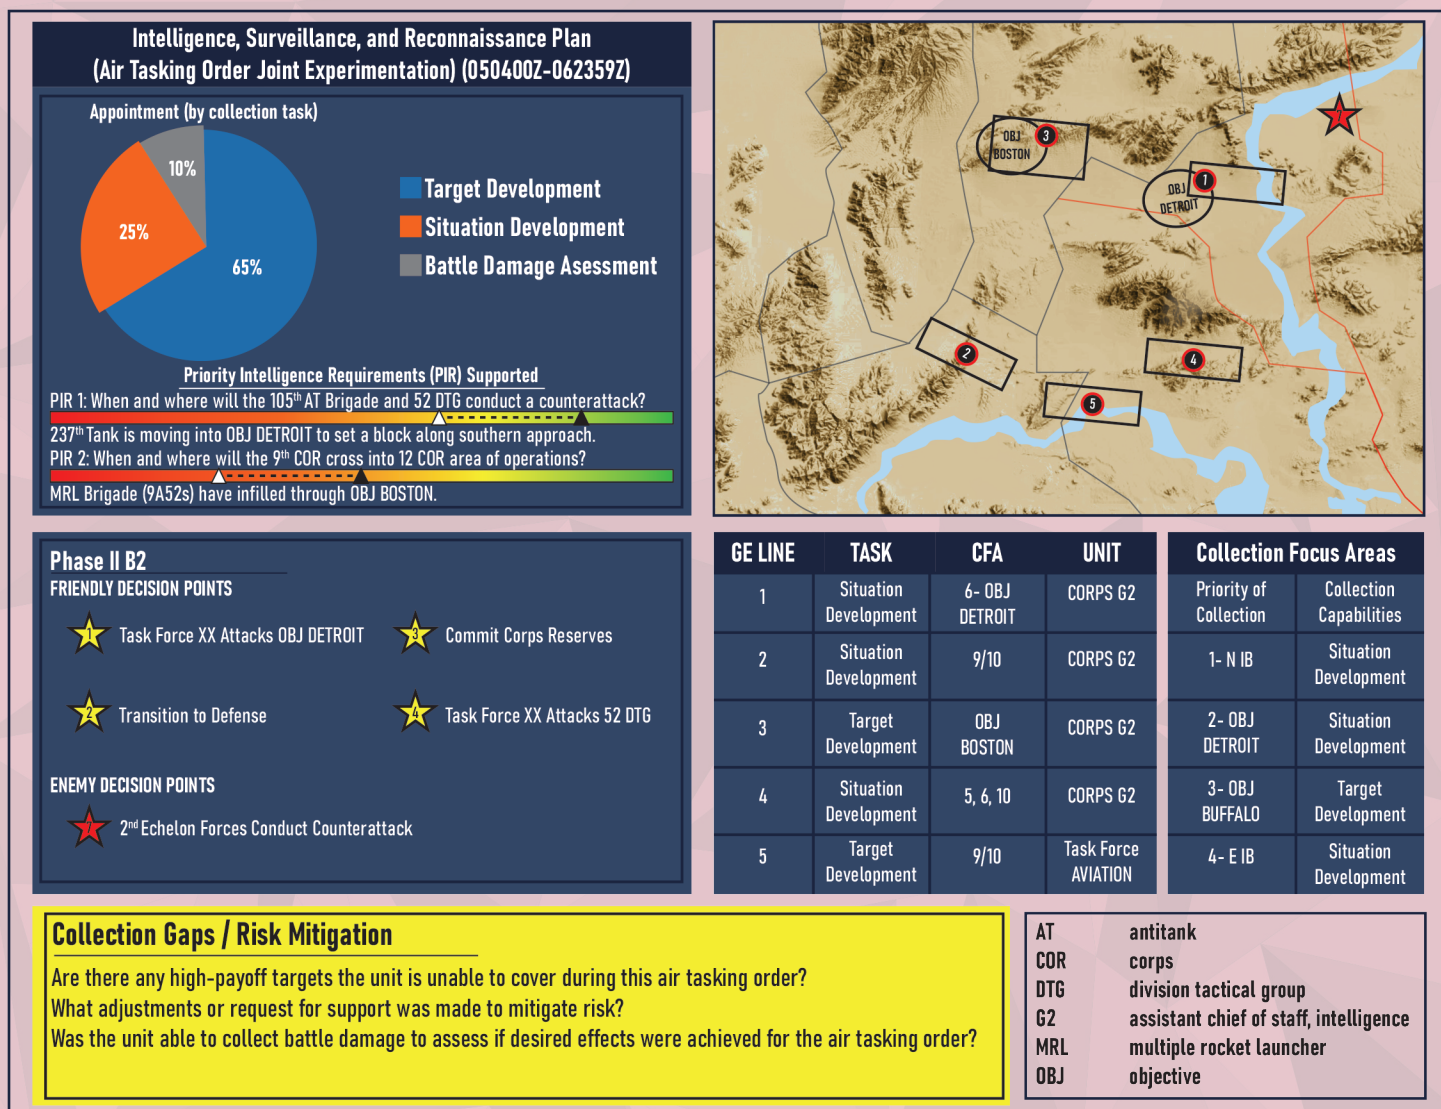 Intelligence, Surveillance, and Reconnaissance Plan
(Air Tasking Order Joint Experimentation) (050400Z-062359Z)
Appointment (by collection task)
10%
25%
65%
Target Development
Situation Development
Battle Damage Asessment
Priority Intelligence Requirements (PIR) Supported
PIR 1: When and where will the 105th AT Brigade and 52 DTG conduct a counterattack?
237th Tank is moving into OBJ DETROIT to set a block along southern approach.
PIR 2: When and where will the 9th COR cross into 12 COR area of operations?
MRL Brigade (9A52s) have infilled through OBJ BOSTON.
OBJ
BOSTON
3
OBJ
DETROIT
1
2
4
5
Phase II B2
FRIENDLY DECISION POINTS
1 Task Force XX Attacks OBJ DETROIT
3 Commit Corps Reserves
2 Transition to Defense
4 Task Force XX Attacks 52 DTG
ENEMY DECISION POINTS
2nd Echelon Forces Conduct Counterattack
GE LINE TASK CFA UNIT
1 Situation Development 6- OBJ DETROIT CORPS G2
2 Situation Development 9/10 CORPS G2
3 Target Development OBJ BOSTON CORPS G2
4 Situation Development 5, 6, 10 CORPS G2
5 Target Development 9/10 Task Force AVIATION
Collection Focus Areas
Priority of Collection Collection Capabilities
1- N IB Situation Development
2- OBJ DETROIT Situation Development
3- OBJ BUFFALO Target Development
4- E IB Situation Development
Collection Gaps / Risk Mitigation
Are there any high-payoff targets the unit is unable to cover during this air tasking order?
What adjustments or request for support was made to mitigate risk?
Was the unit able to collect battle damage to assess if desired effects were achieved for the air tasking order?
AT antitank
COR corps
DTG division tactical group
G2 assistant chief of staff, intelligence
MRL multiple rocket launcher
OBJ objective